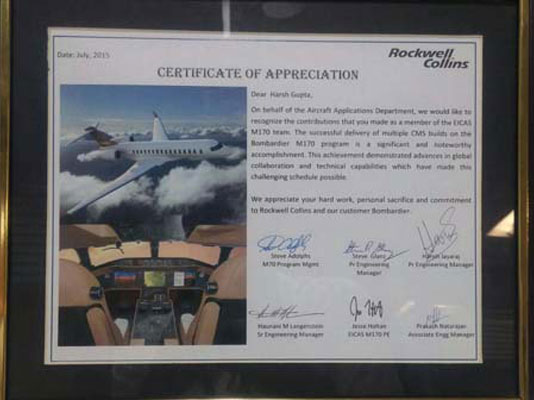 Date: July, 2015
Rockwell
Collins
CERTIFICATE OF APPRECIATION
Dear Harsh Gupta,
On behalf of the Aircraft Applications Department, we would like to
recognize the contributions that you made as a member of the EICAS
M170 team. The successful delivery of multiple CMS builds on the
Bombardier M170 program is a significant and noteworthy
accomplishment. This achievement demonstrated advances in global
collaboration and technical capabilities which have made this
challenging schedule possible.
We appreciate your hard work, personal sacrifice and commitment
to Rockwell Collins and our customer Bombardier.
Steve Adolphs
M70 Program Mgmt
Steve Glanz
Pr Engineering
Manager
Harish
Pr Engineering Manager
M Langenstein
Sr Engineering Manager
Jesse Hoften
EICAS M170 PE
Prakash Natarajan
Associate Engg Manager